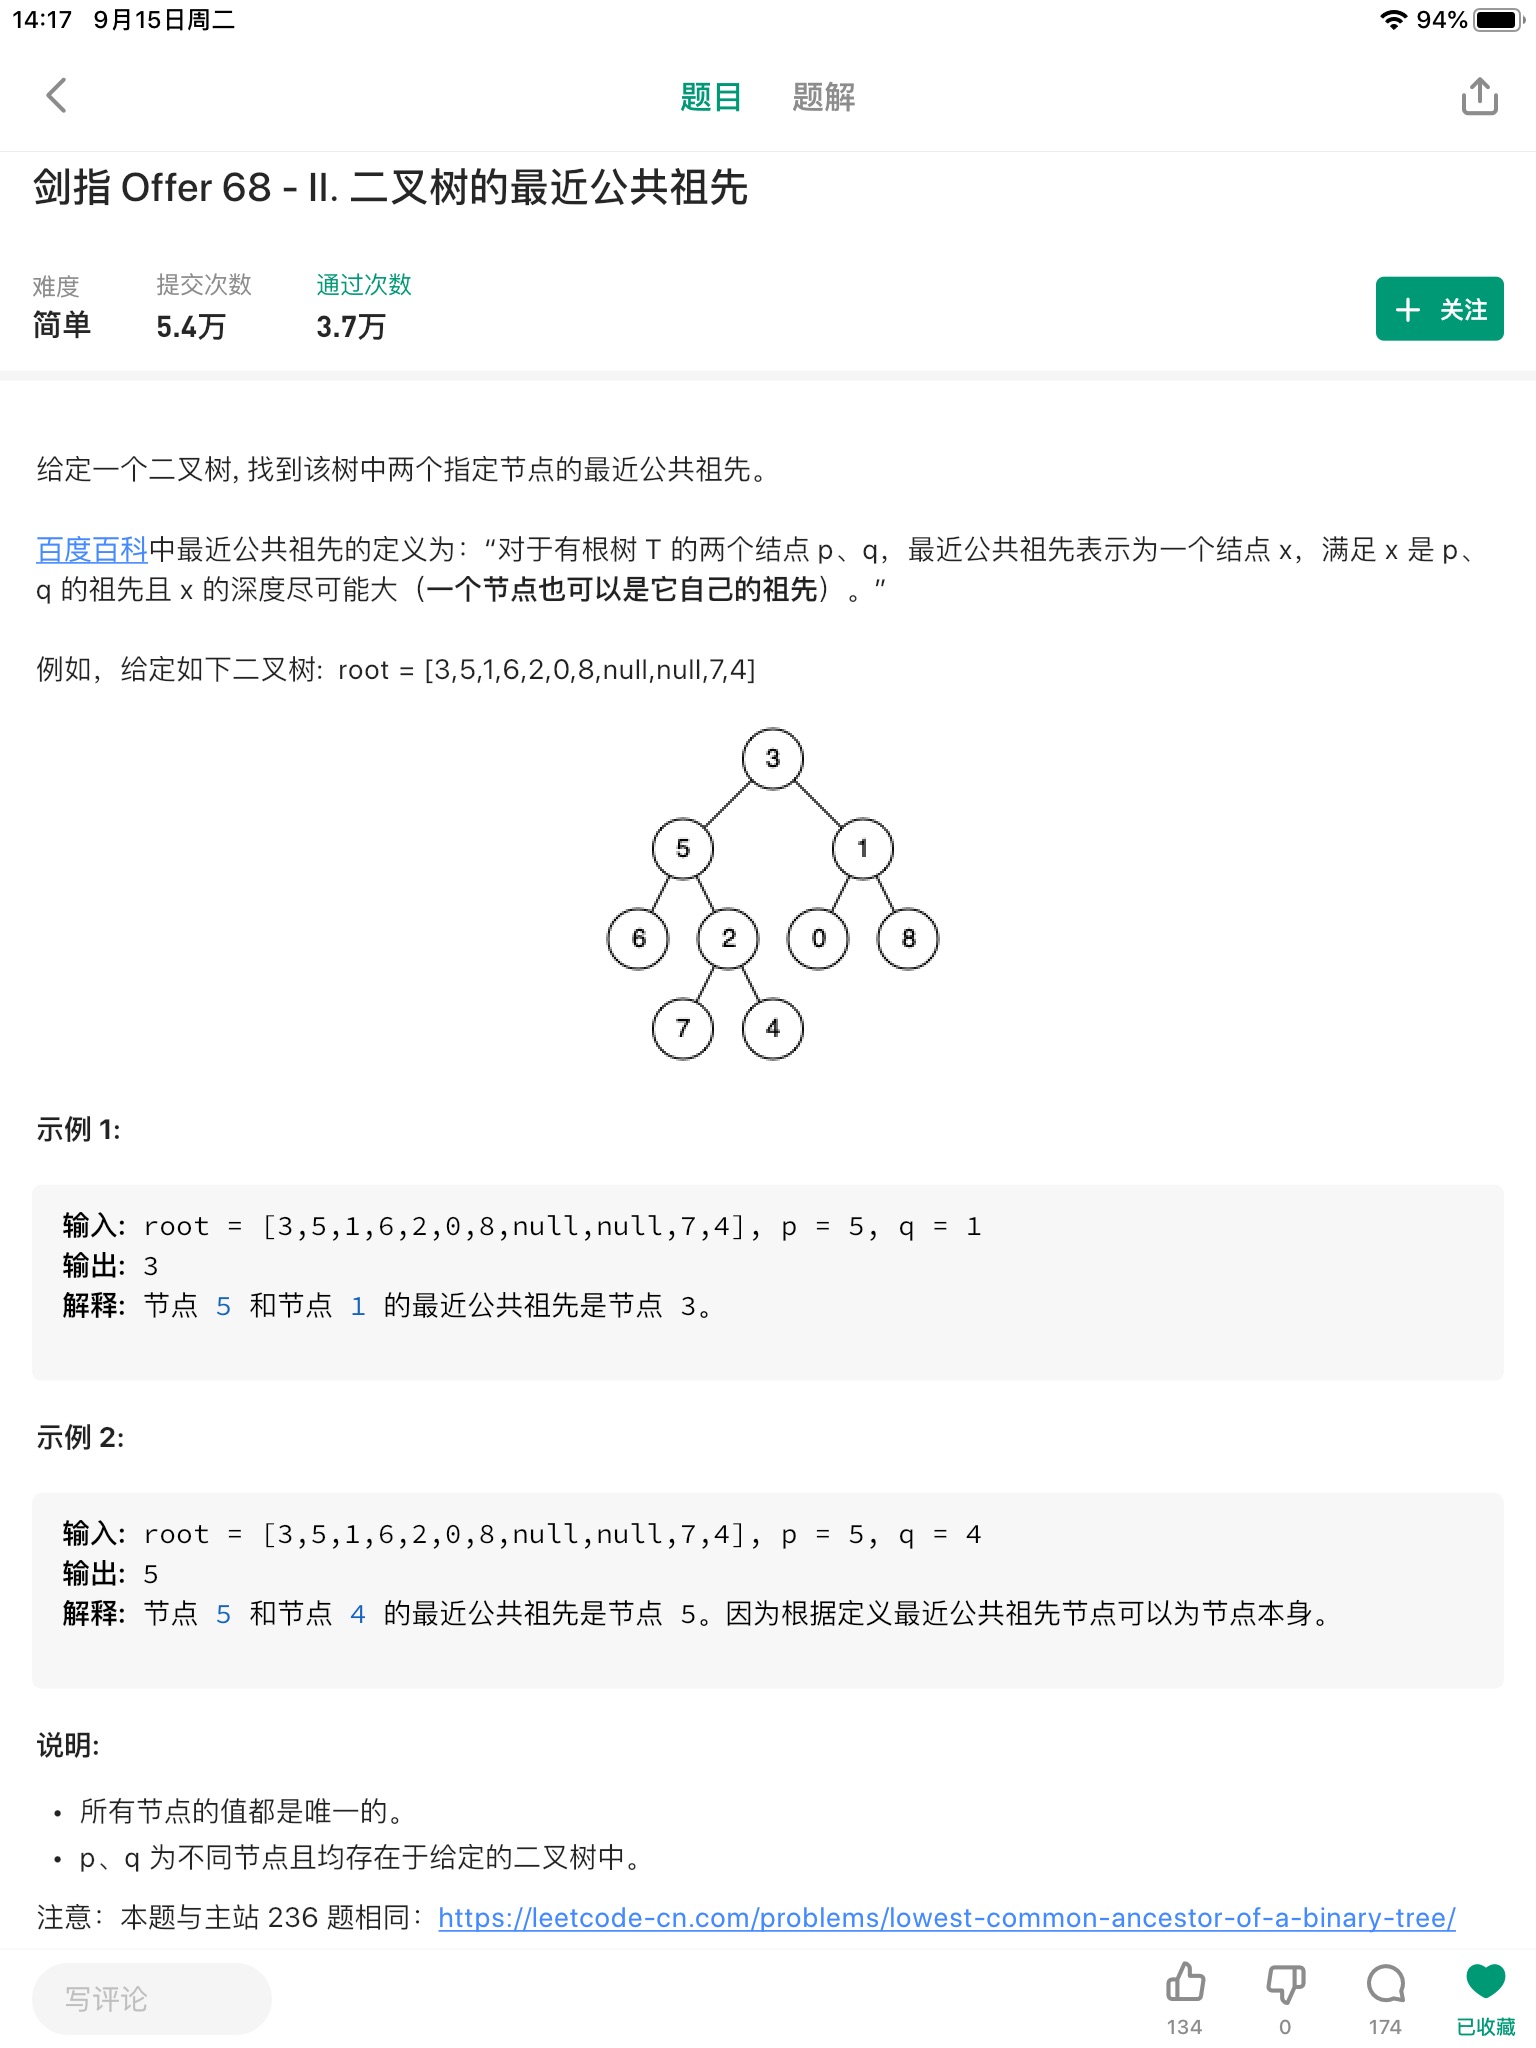 14:17 9月15日周二 94%
题目 题解
剑指 Offer 68 - II. 二叉树的最近公共祖先
难度 提交次数 通过次数
简单 5.4万 3.7万
+ 关注
给定一个二叉树, 找到该树中两个指定节点的最近公共祖先。
百度百科中最近公共祖先的定义为：“对于有根树 T 的两个结点 p、q，最近公共祖先表示为一个结点 x，满足 x 是 p、
q 的祖先且 x 的深度尽可能大（一个节点也可以是它自己的祖先）。”
例如，给定如下二叉树: root = [3,5,1,6,2,0,8,null,null,7,4]
3
5 1
6 2 0 8
7 4
示例 1:
输入: root = [3,5,1,6,2,0,8,null,null,7,4], p = 5, q = 1
输出: 3
解释: 节点 5 和节点 1 的最近公共祖先是节点 3。
示例 2:
输入: root = [3,5,1,6,2,0,8,null,null,7,4], p = 5, q = 4
输出: 5
解释: 节点 5 和节点 4 的最近公共祖先是节点 5。因为根据定义最近公共祖先节点可以为节点本身。
说明:
• 所有节点的值都是唯一的。
• p、q 为不同节点且均存在于给定的二叉树中。
注意：本题与主站 236 题相同：https://leetcode-cn.com/problems/lowest-common-ancestor-of-a-binary-tree/
写评论
134 0 174 已收藏